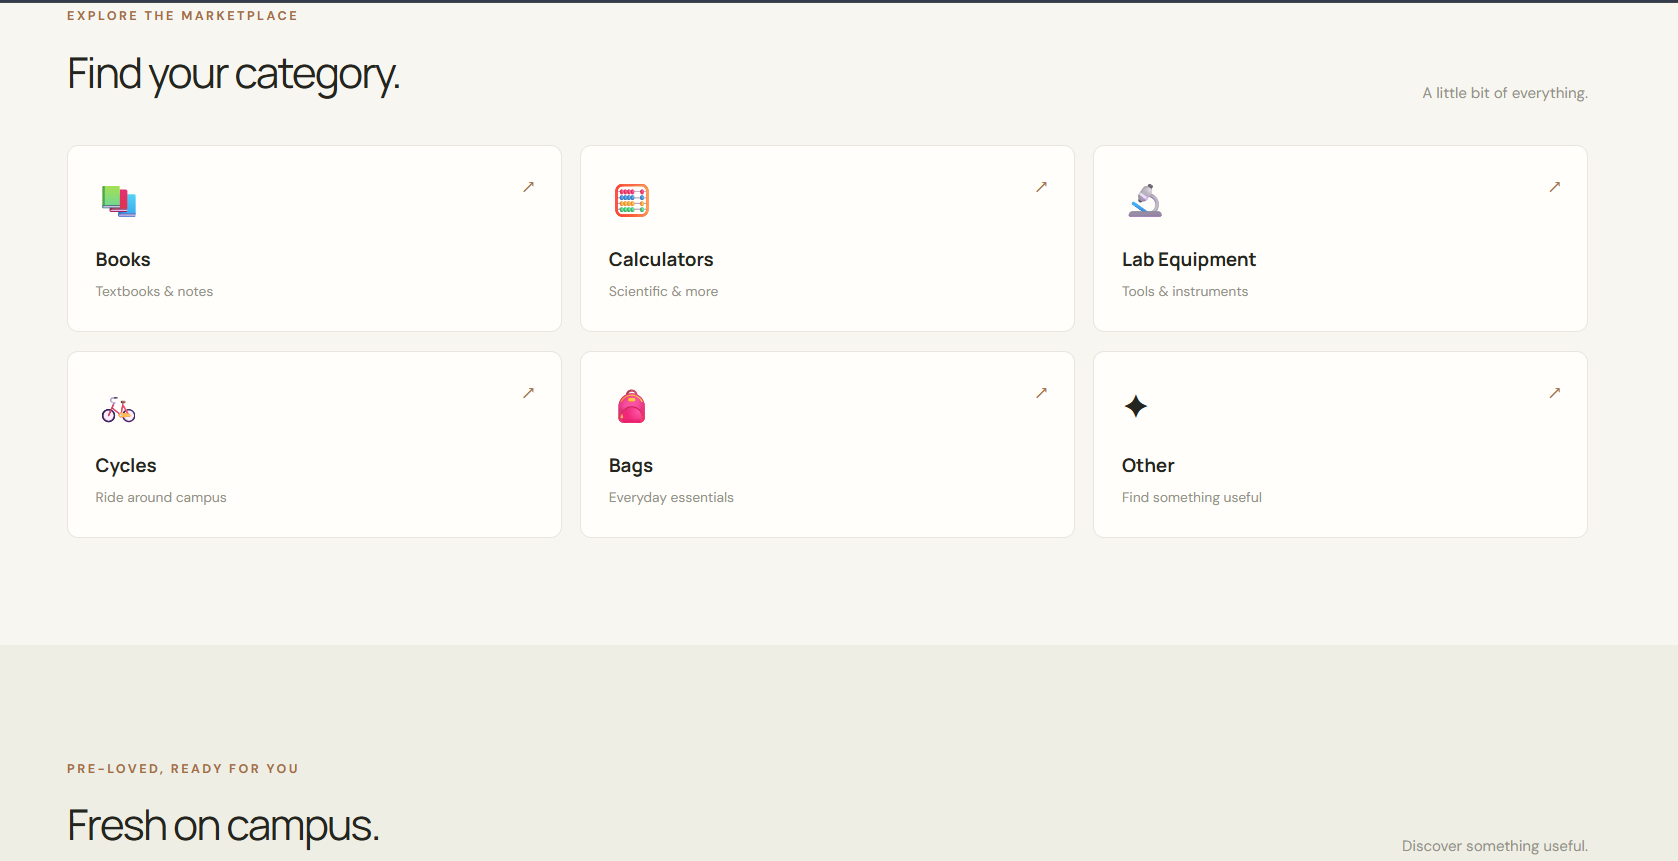 EXPLORE THE MARKETPLACE
Find your category.
A little bit of everything.
↗
Books
Textbooks & notes
↗
Calculators
Scientific & more
↗
Lab Equipment
Tools & instruments
↗
Cycles
Ride around campus
↗
Bags
Everyday essentials
↗
Other
Find something useful
PRE-LOVED, READY FOR YOU
Fresh on campus.
Discover something useful.